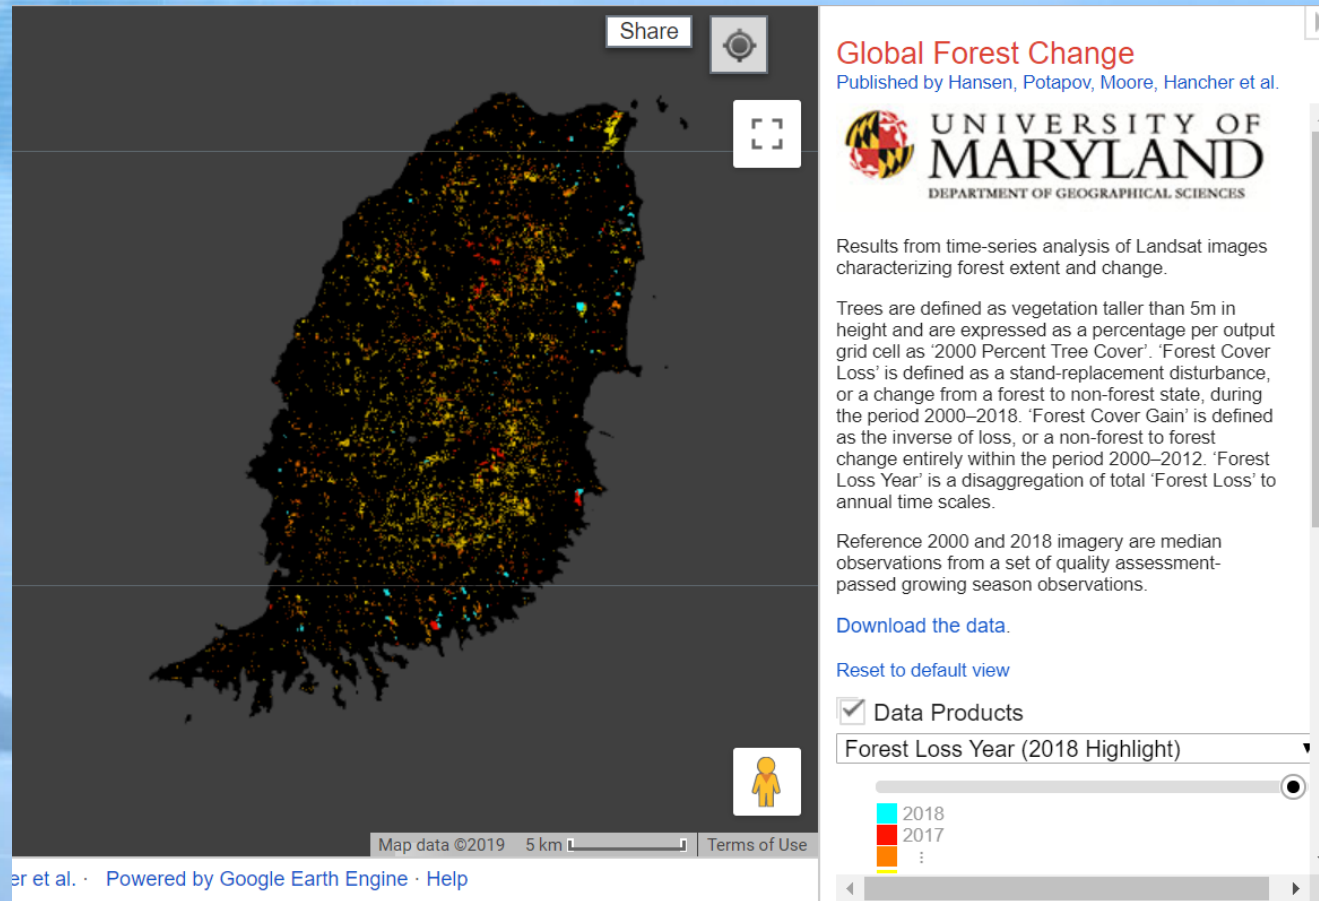 Share
Global Forest Change
Published by Hansen, Potapov, Moore, Hancher et al.
UNIVERSITY OF
MARYLAND
DEPARTMENT OF GEOGRAPHICAL SCIENCES
Results from time-series analysis of Landsat images
characterizing forest extent and change.
Trees are defined as vegetation taller than 5m in
height and are expressed as a percentage per output
grid cell as ‘2000 Percent Tree Cover’. ‘Forest Cover
Loss’ is defined as a stand-replacement disturbance,
or a change from a forest to non-forest state, during
the period 2000–2018. ‘Forest Cover Gain’ is defined
as the inverse of loss, or a non-forest to forest
change entirely within the period 2000–2012. ‘Forest
Loss Year’ is a disaggregation of total ‘Forest Loss’ to
annual time scales.
Reference 2000 and 2018 imagery are median
observations from a set of quality assessment-
passed growing season observations.
Download the data.
Reset to default view
Data Products
Forest Loss Year (2018 Highlight)
2018
2017
⋮
Map data ©2019 5 km Terms of Use
er et al. · Powered by Google Earth Engine · Help